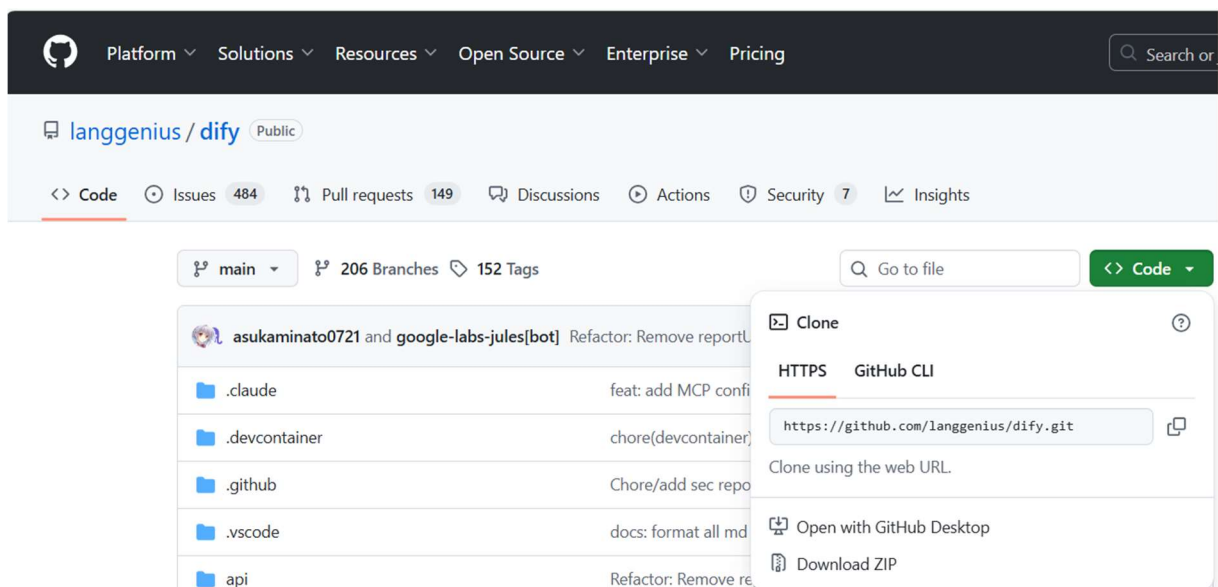 Platform Solutions Resources Open Source Enterprise Pricing Search or
langgenius / dify Public
Code Issues 484 Pull requests 149 Discussions Actions Security 7 Insights
main 206 Branches 152 Tags Go to file Code
asukaminato0721 and google-labs-jules[bot] Refactor: Remove
.claude feat: add MCP
.devcontainer chore(devcontainer)
.github Chore/add sec
.vscode docs: format all md
api Refactor: Remove
Clone
HTTPS GitHub CLI
https://github.com/langgenius/dify.git
Clone using the web URL.
Open with GitHub Desktop
Download ZIP